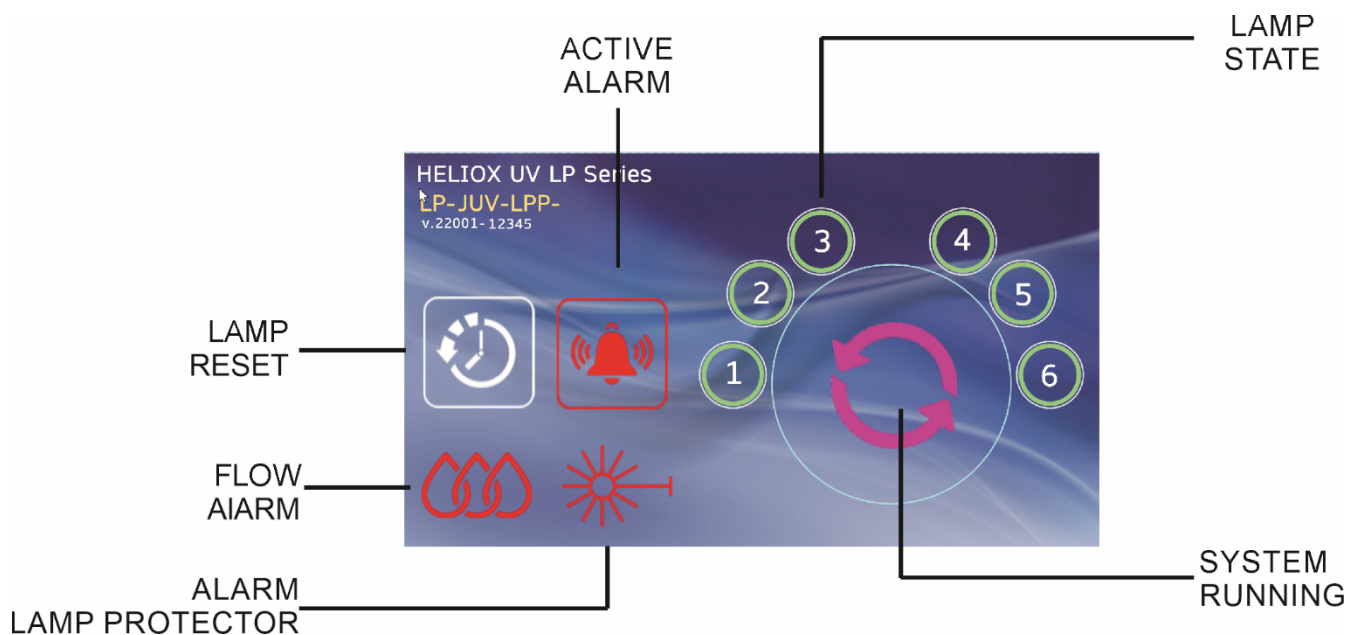 LAMP
STATE
ACTIVE
ALARM
HELIOX UV LP Series
LP-JUV-LPP-
v.22001-12345
3
4
2
5
1
6
LAMP
RESET
FLOW
AlARM
ALARM
LAMP PROTECTOR
SYSTEM
RUNNING